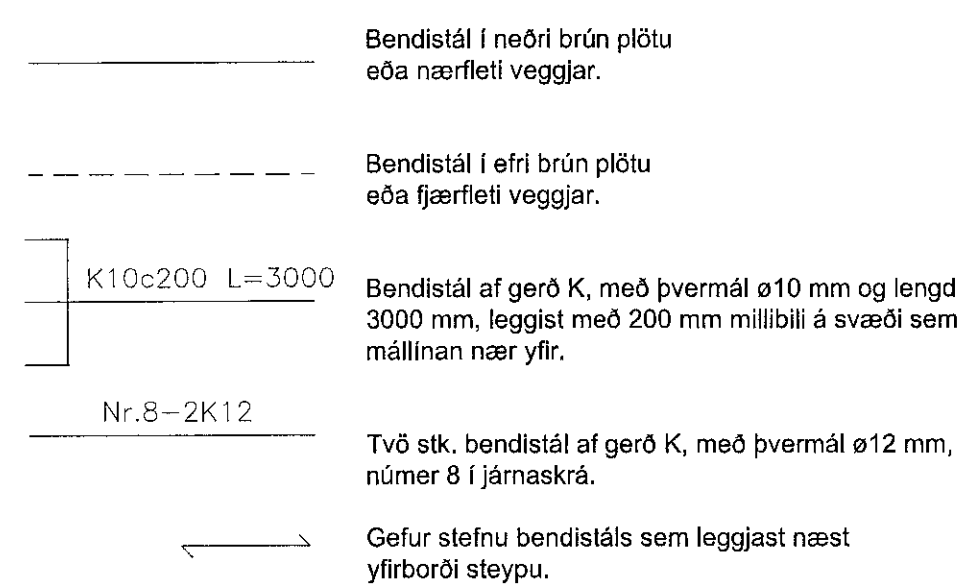 Bendistál í neðri brún plötu
eða nærfleti veggjar.
Bendistál í efri brún plötu
eða fjærfleti veggjar.
K10c200 L=3000
Bendistál af gerð K, með þvermál ø10 mm og lengd
3000 mm, leggist með 200 mm millibili á svæði sem
mállínan nær yfir.
Nr.8-2K12
Tvö stk. bendistál af gerð K, með þvermál ø12 mm,
númer 8 í járnaskrá.
Gefur stefnu bendistáls sem leggjast næst
yfirborði steypu.